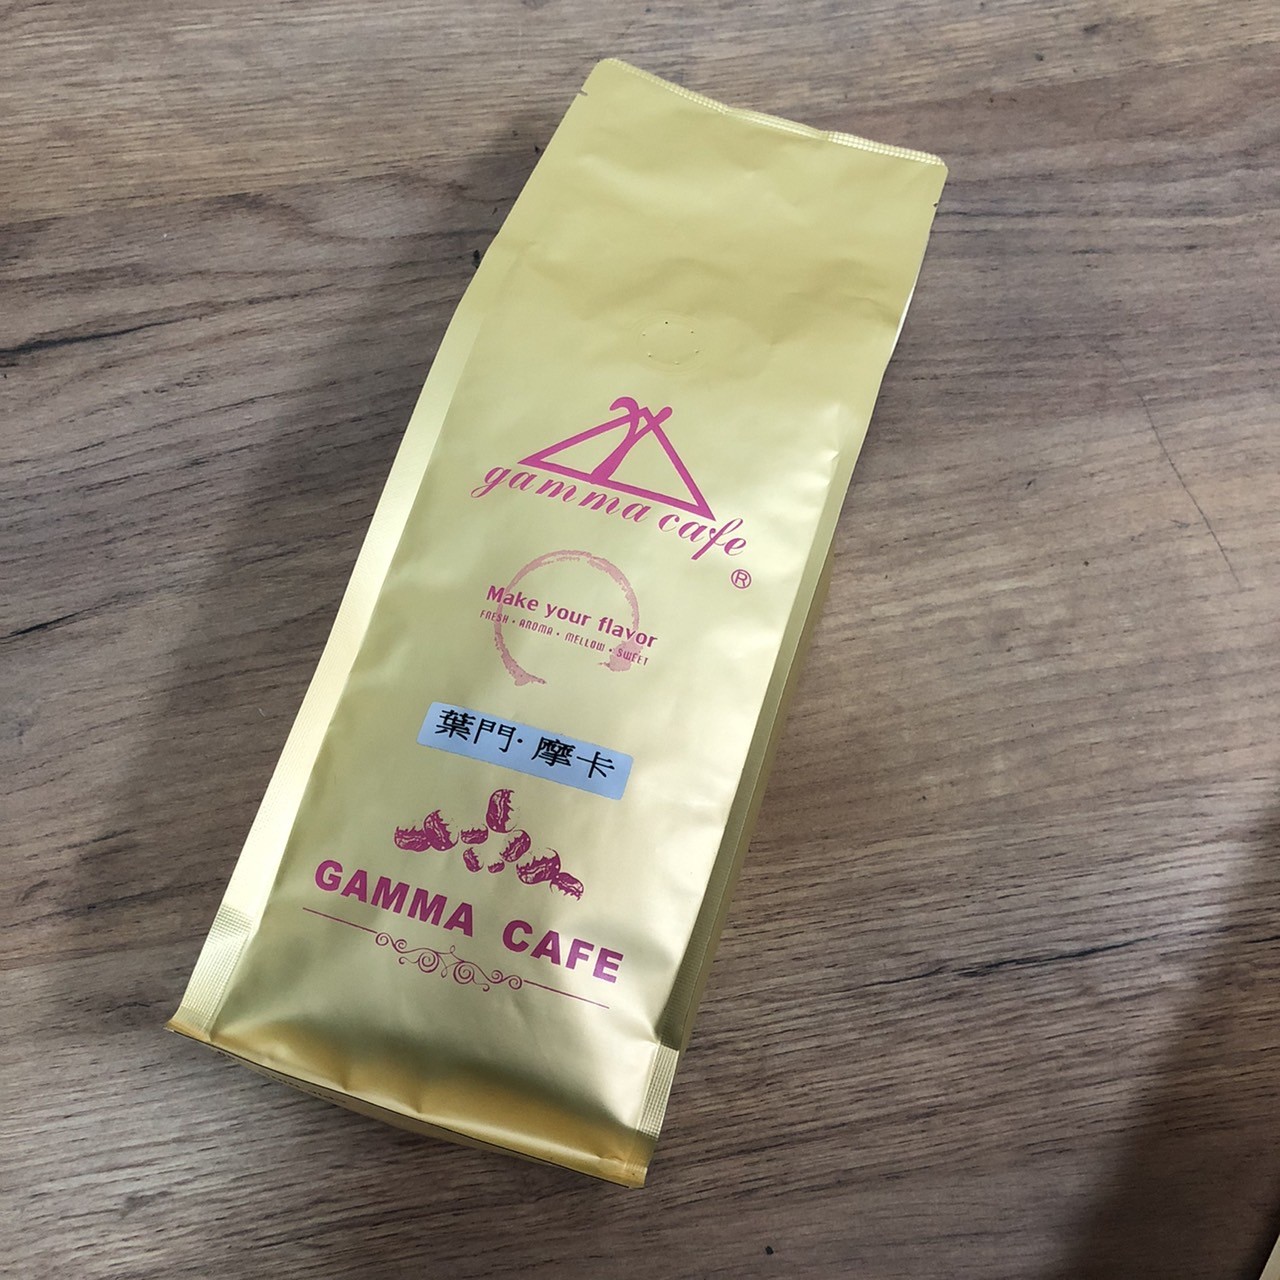 gamma cafe
®
Make your flavor
FRESH • AROMA • MELLOW • SWEET
葉門·摩卡
GAMMA CAFE